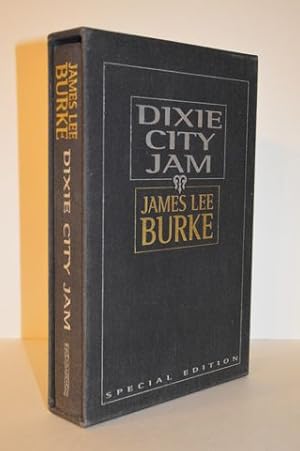 JAMES LEE
BURKE
DIXIE CITY JAM
DIXIE
CITY
JAM
JAMES LEE
BURKE
SPECIAL EDITION